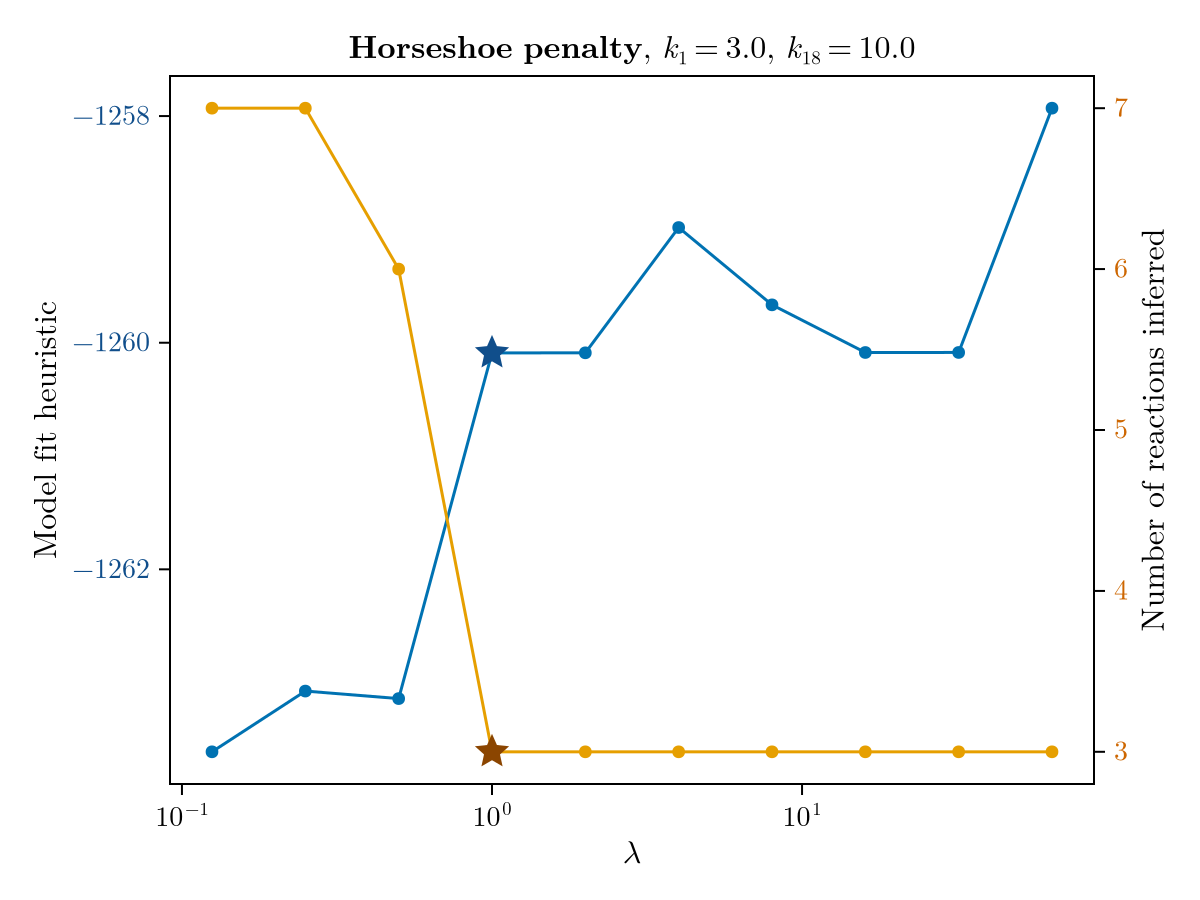 Horseshoe penalty, k₁ = 3.0, k₁₈ = 10.0
Model fit heuristic
−1258
−1260
−1262
7
6
5
4
3
Number of reactions inferred
10⁻¹
10⁰
10¹
λ